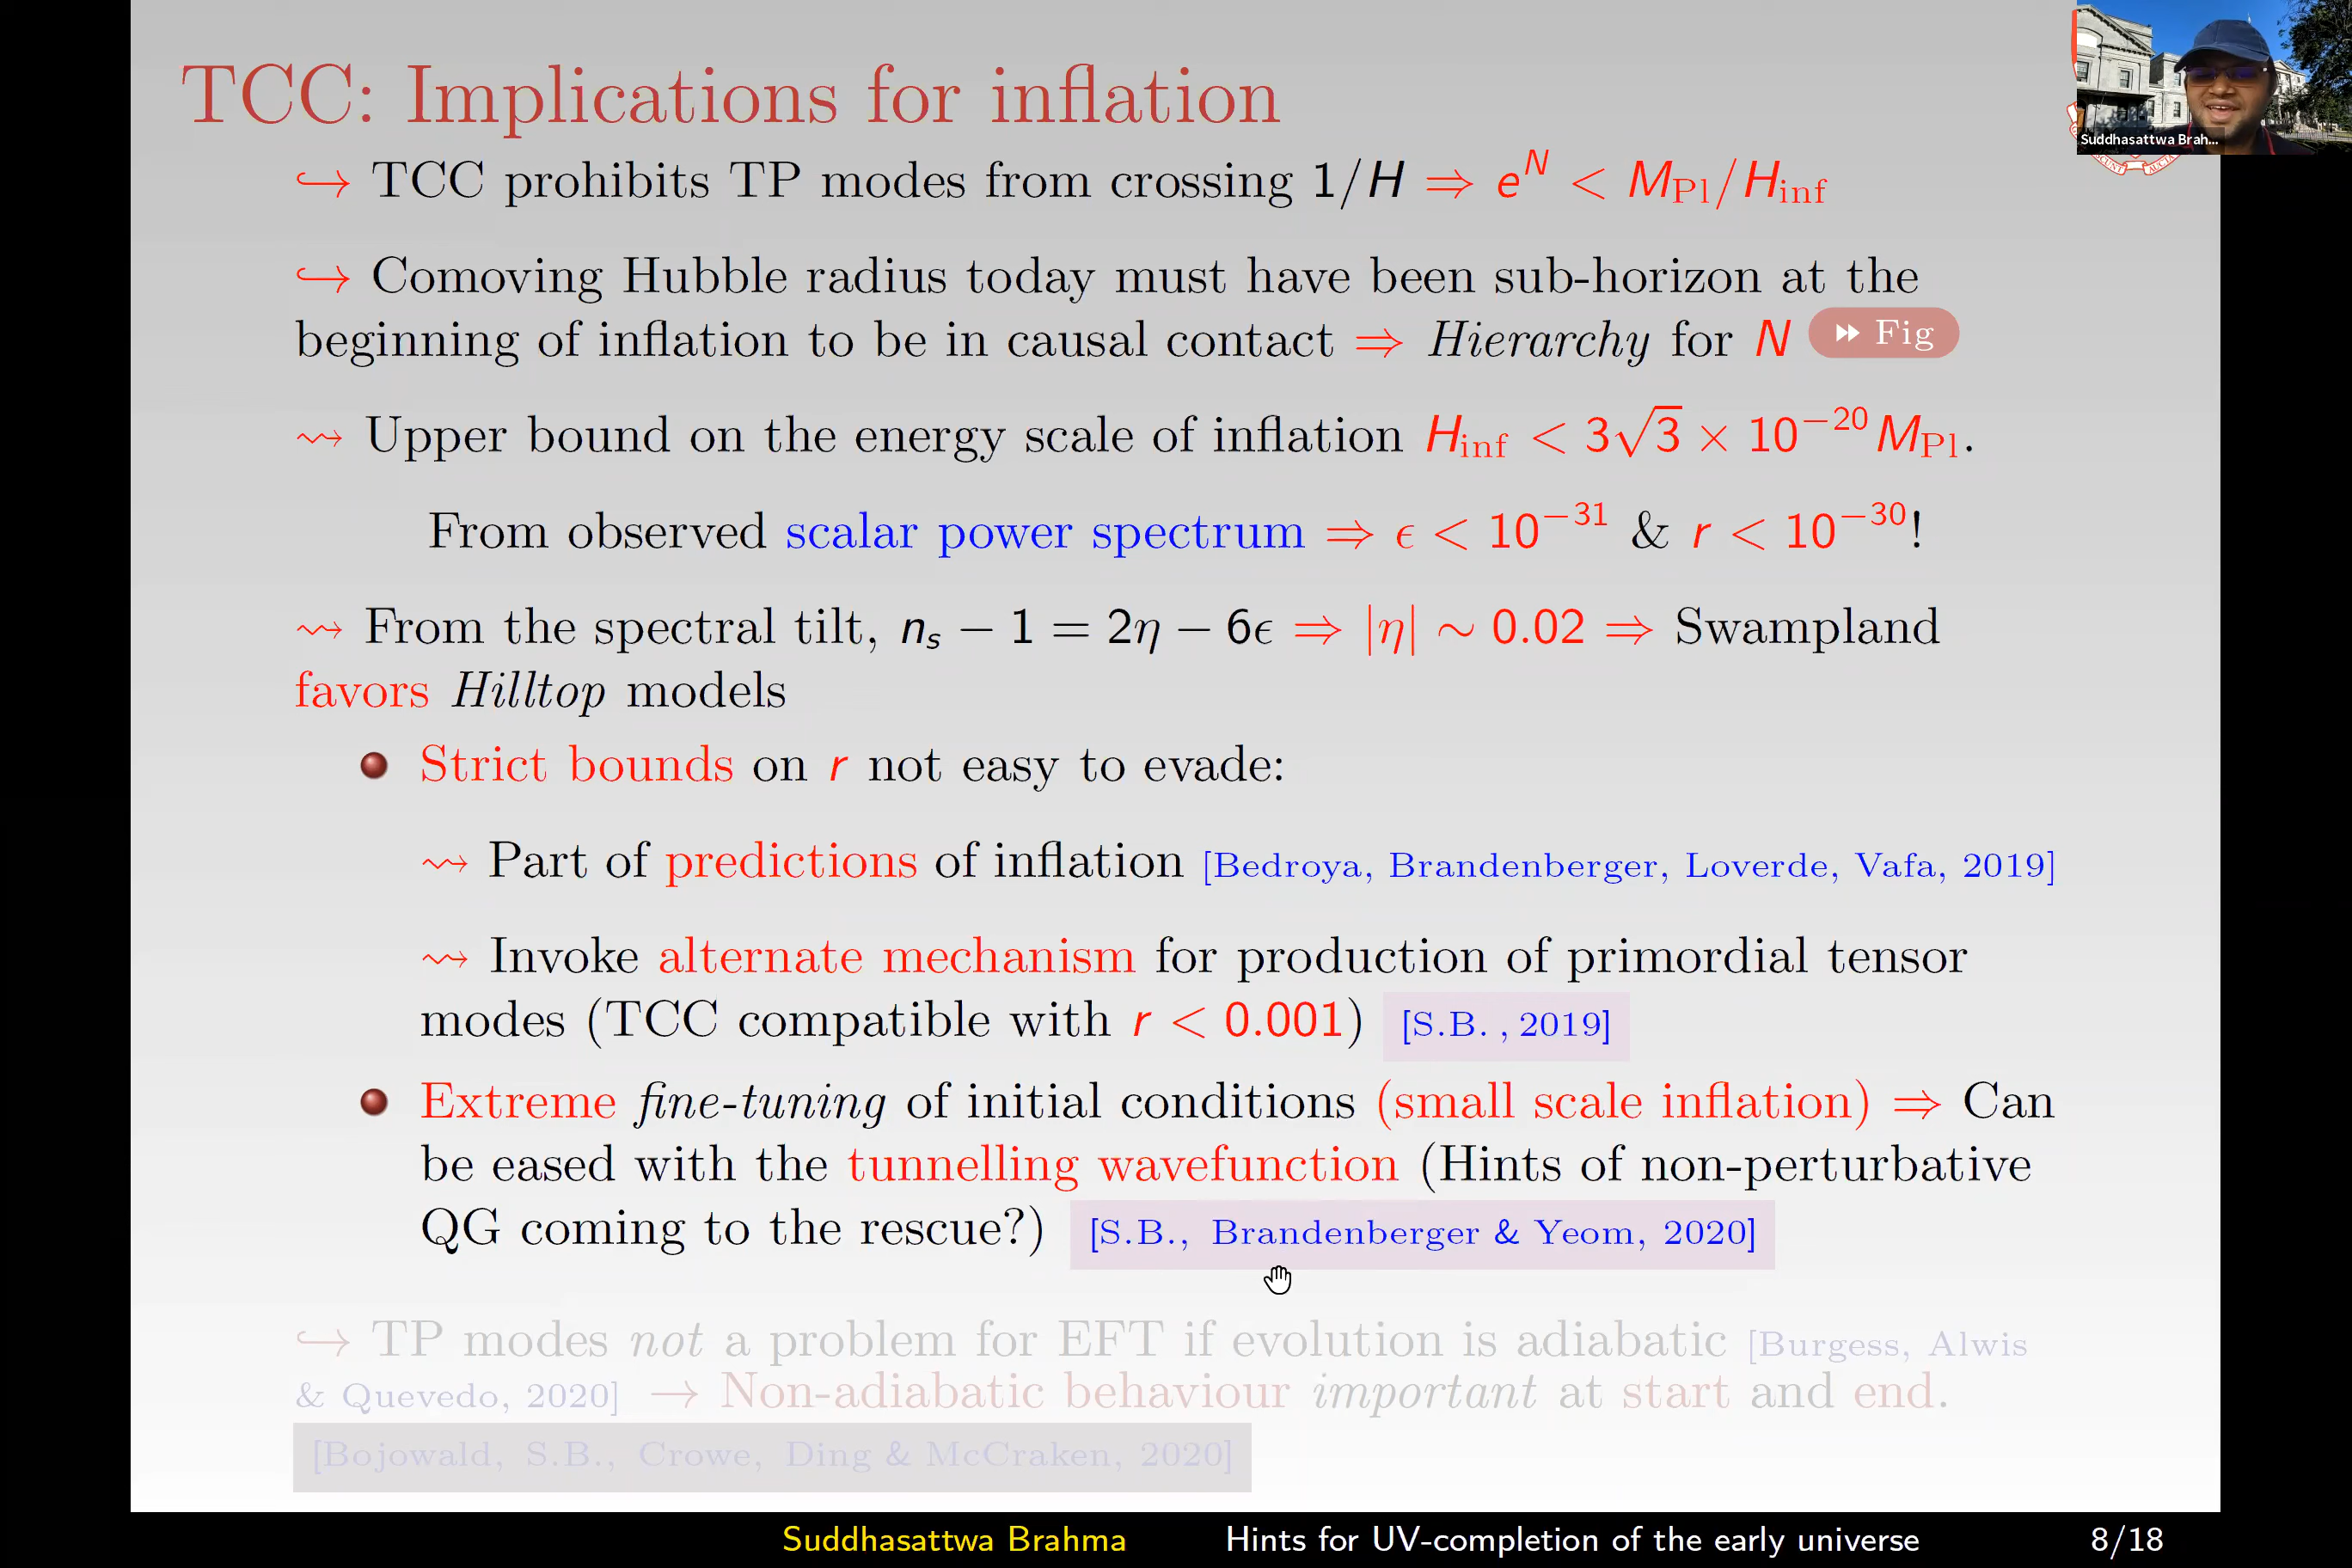 TCC: Implications for inflation
Suddhasattwa Brah...
↪ TCC prohibits TP modes from crossing 1/H ⇒ e^N < M_Pl/H_inf
↪ Comoving Hubble radius today must have been sub-horizon at the
beginning of inflation to be in causal contact ⇒ Hierarchy for N
Fig
⇝ Upper bound on the energy scale of inflation H_inf < 3√3 × 10^−20 M_Pl.
From observed scalar power spectrum ⇒ ϵ < 10^−31 & r < 10^−30!
⇝ From the spectral tilt, n_s − 1 = 2η − 6ϵ ⇒ |η| ∼ 0.02 ⇒ Swampland
favors Hilltop models
Strict bounds on r not easy to evade:
⇝ Part of predictions of inflation [Bedroya, Brandenberger, Loverde, Vafa, 2019]
⇝ Invoke alternate mechanism for production of primordial tensor
modes (TCC compatible with r < 0.001) [S.B. , 2019]
Extreme fine-tuning of initial conditions (small scale inflation) ⇒ Can
be eased with the tunnelling wavefunction (Hints of non-perturbative
QG coming to the rescue?) [S.B., Brandenberger & Yeom, 2020]
↪ TP modes not a problem for EFT if evolution is adiabatic [Burgess, Alwis
& Quevedo, 2020] → Non-adiabatic behaviour important at start and end.
[Bojowald, S.B., Crowe, Ding & McCraken, 2020]
Suddhasattwa Brahma Hints for UV-completion of the early universe 8/18